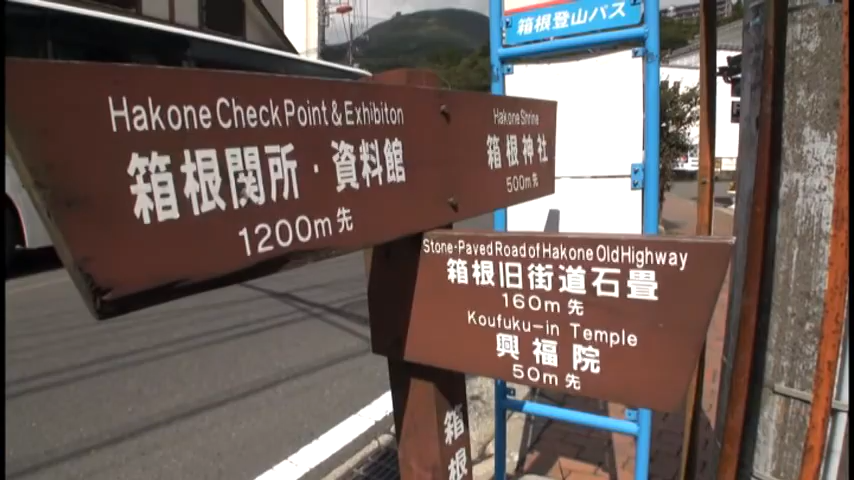 箱根登山バス
Hakone Check Point & Exhibiton
箱根関所・資料館
1200m先
Hakone Shrine
箱根神社
500m先
Stone-Paved Road of Hakone Old Highway
箱根旧街道石畳
160m先
Koufuku-in Temple
興福院
50m先
箱根